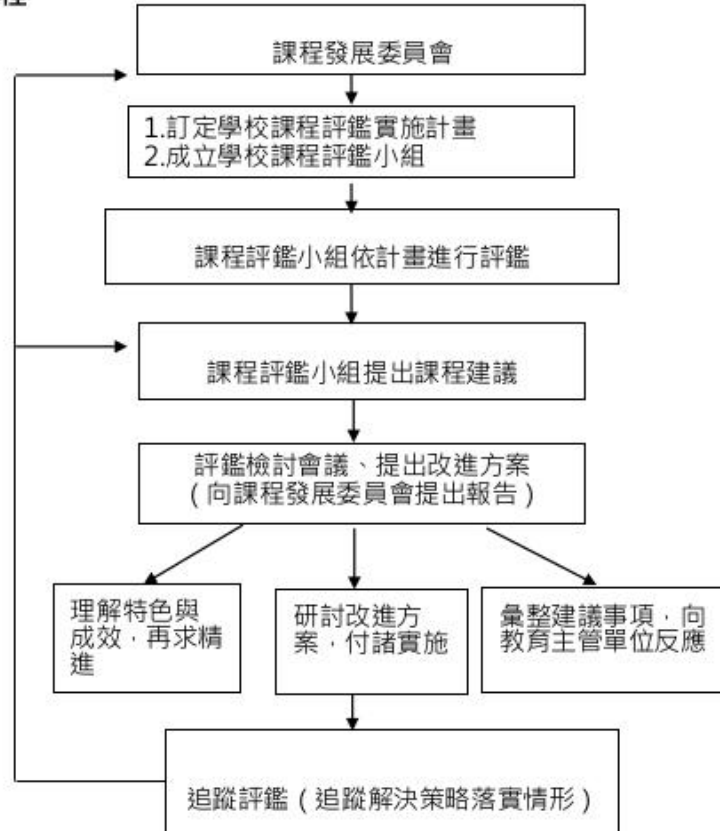 課程發展委員會
1.訂定學校課程評鑑實施計畫
2.成立學校課程評鑑小組
課程評鑑小組依計畫進行評鑑
課程評鑑小組提出課程建議
評鑑檢討會議、提出改進方案
(向課程發展委員會提出報告)
理解特色與
成效，再求精
進
研討改進方
案，付諸實施
彙整建議事項，向
教育主管單位反應
追蹤評鑑(追蹤解決策略落實情形)